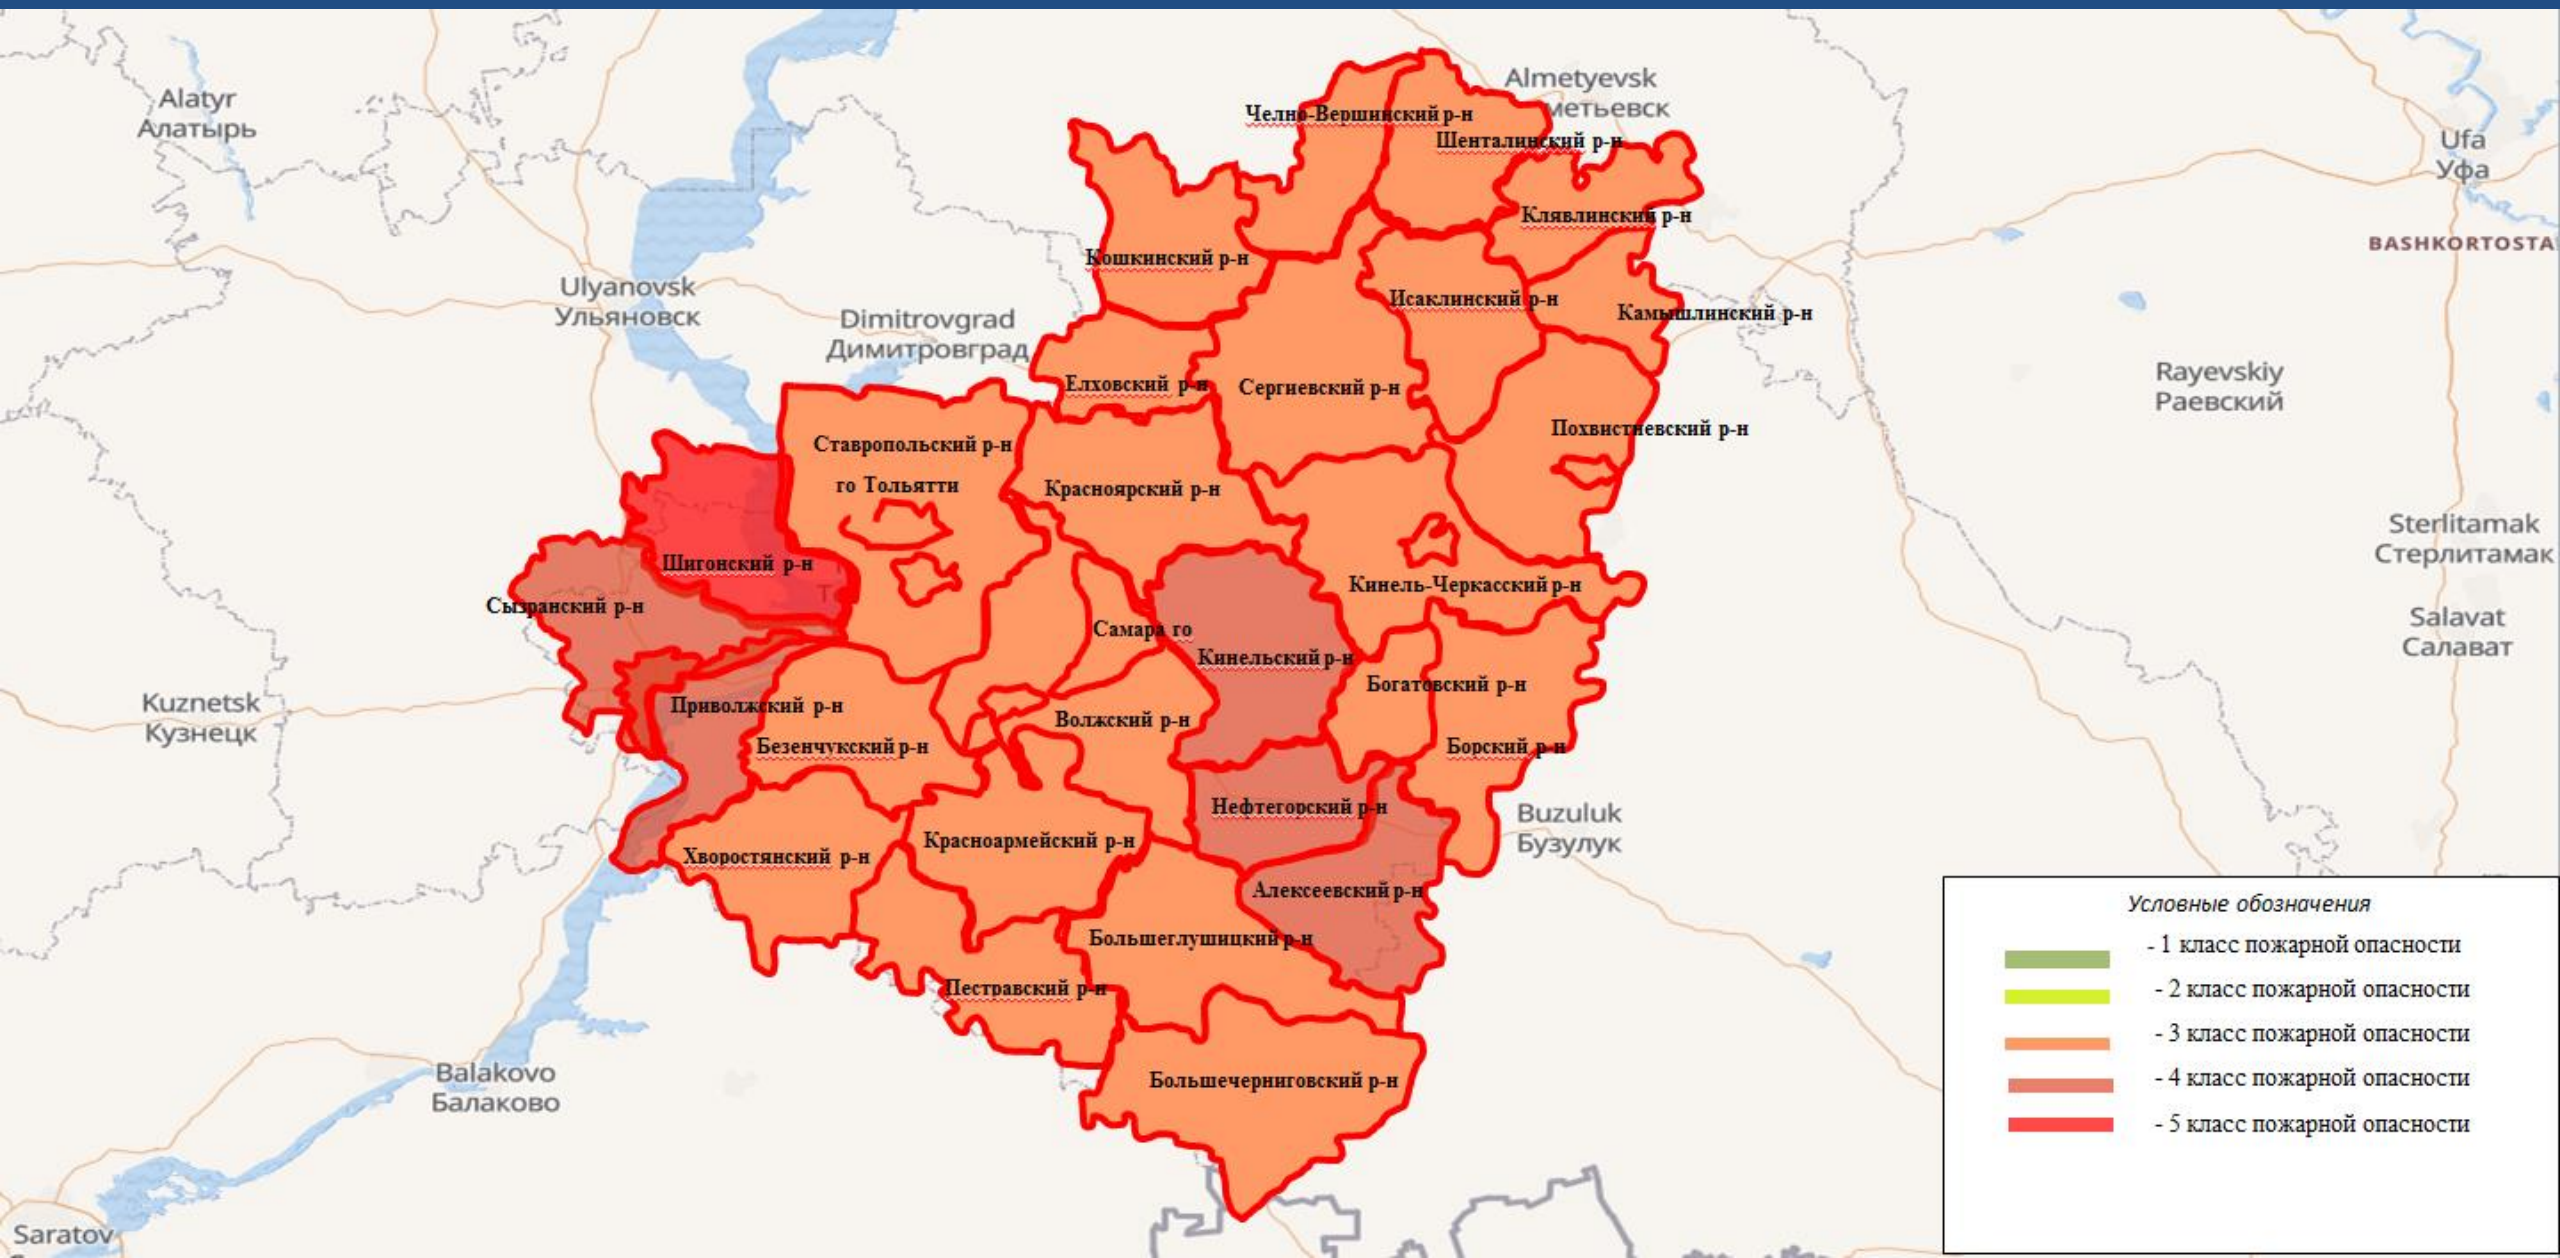 Almetyevsk
метьевск
Alatyr
Алатырь
Челно-Вершинский р-н
Шенталинский р-н
Ufa
Уфа
Клявлинский р-н
BASHKORTOSTA
Кошкинский р-н
Ulyanovsk
Ульяновск
Исаклинский р-н
Камышлинский р-н
Dimitrovgrad
Димитровград
Rayevskiy
Раевский
Елховский р-н
Сергиевский р-н
Похвистневский р-н
Ставропольский р-н
го Тольятти
Красноярский р-н
Sterlitamak
Стерлитамак
Шигонский р-н
Т
Кинель-Черкасский р-н
Сызранский р-н
Salavat
Салават
Самара го
Кинельский р-н
Богатовский р-н
Kuznetsk
Кузнецк
Приволжский р-н
Волжский р-н
Безенчукский р-н
Борский р-н
Нефтегорский р-н
Buzuluk
Бузулук
Красноармейский р-н
Хворостянский р-н
Алексеевский р-н
Большеглушицкий р-н
Пестравский р-н
Balakovo
Балаково
Большечерниговский р-н
Saratov
Условные обозначения
- 1 класс пожарной опасности
- 2 класс пожарной опасности
- 3 класс пожарной опасности
- 4 класс пожарной опасности
- 5 класс пожарной опасности